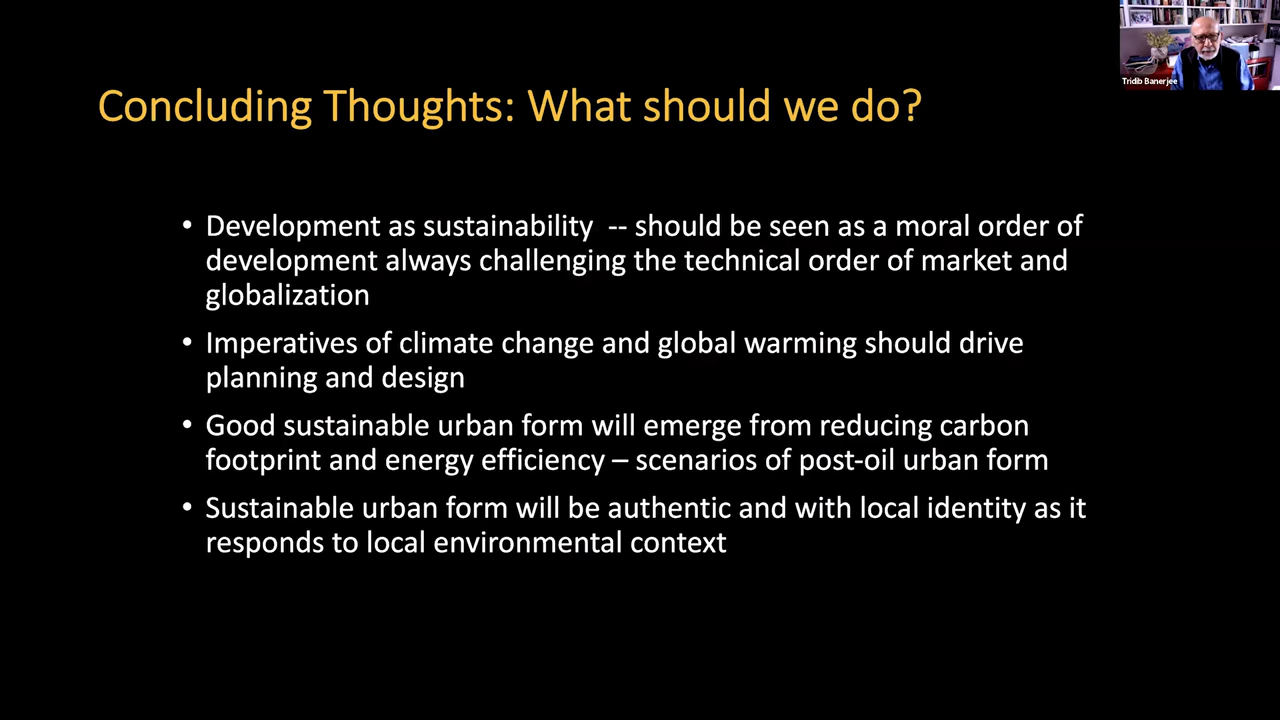 Tridib Banerjee
Concluding Thoughts: What should we do?
• Development as sustainability -- should be seen as a moral order of
development always challenging the technical order of market and
globalization
• Imperatives of climate change and global warming should drive
planning and design
• Good sustainable urban form will emerge from reducing carbon
footprint and energy efficiency – scenarios of post-oil urban form
• Sustainable urban form will be authentic and with local identity as it
responds to local environmental context